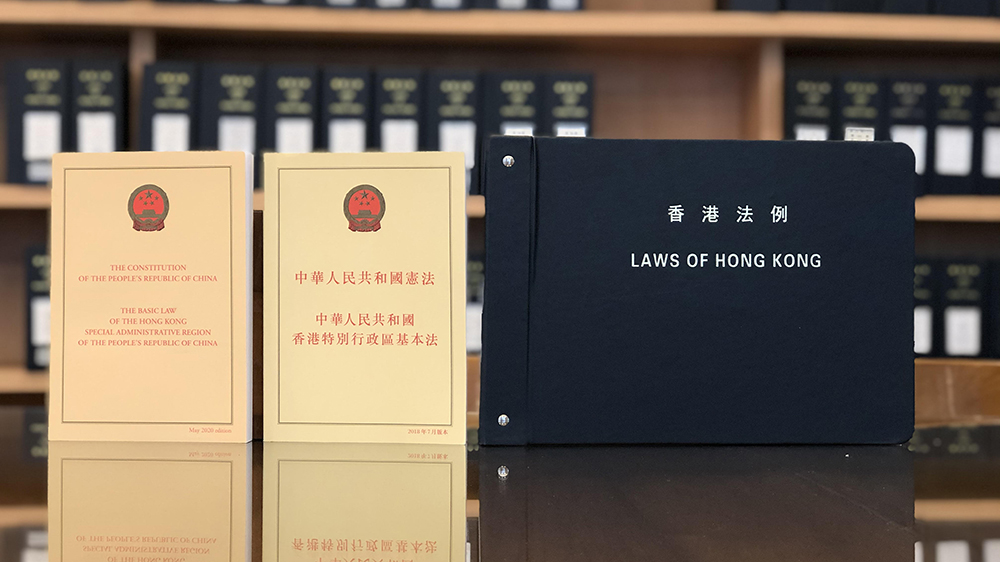 THE CONSTITUTION
OF THE PEOPLE'S REPUBLIC OF CHINA
THE BASIC LAW
OF THE HONG KONG
SPECIAL ADMINISTRATIVE REGION
OF THE PEOPLE'S REPUBLIC OF CHINA
May 2020 edition
中華人民共和國憲法
中華人民共和國
香港特別行政區基本法
2018年7月版本
香港法例
LAWS OF HONG KONG